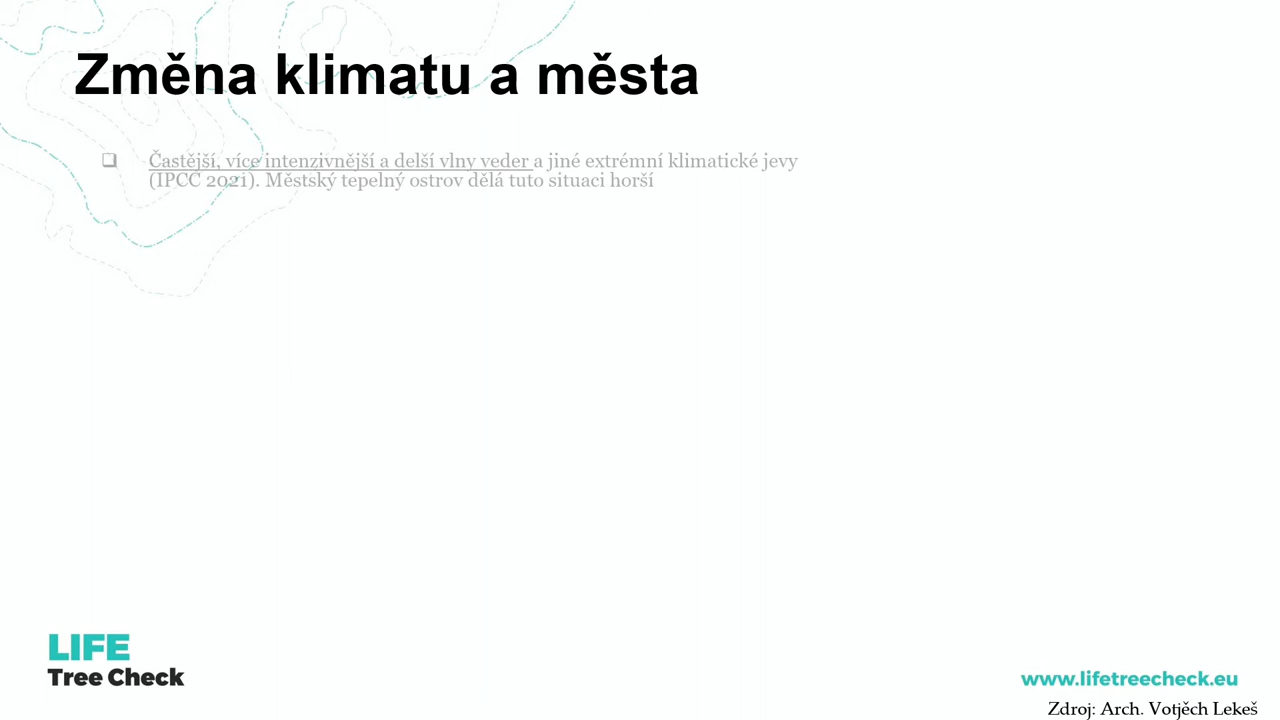 Změna klimatu a města
Častější, více intenzivnější a delší vlny veder a jiné extrémní klimatické jevy
(IPCC 2021). Městský tepelný ostrov dělá tuto situaci horší
LIFE
Tree Check
www.lifetreecheck.eu
Zdroj: Arch. Votjěch Lekeš